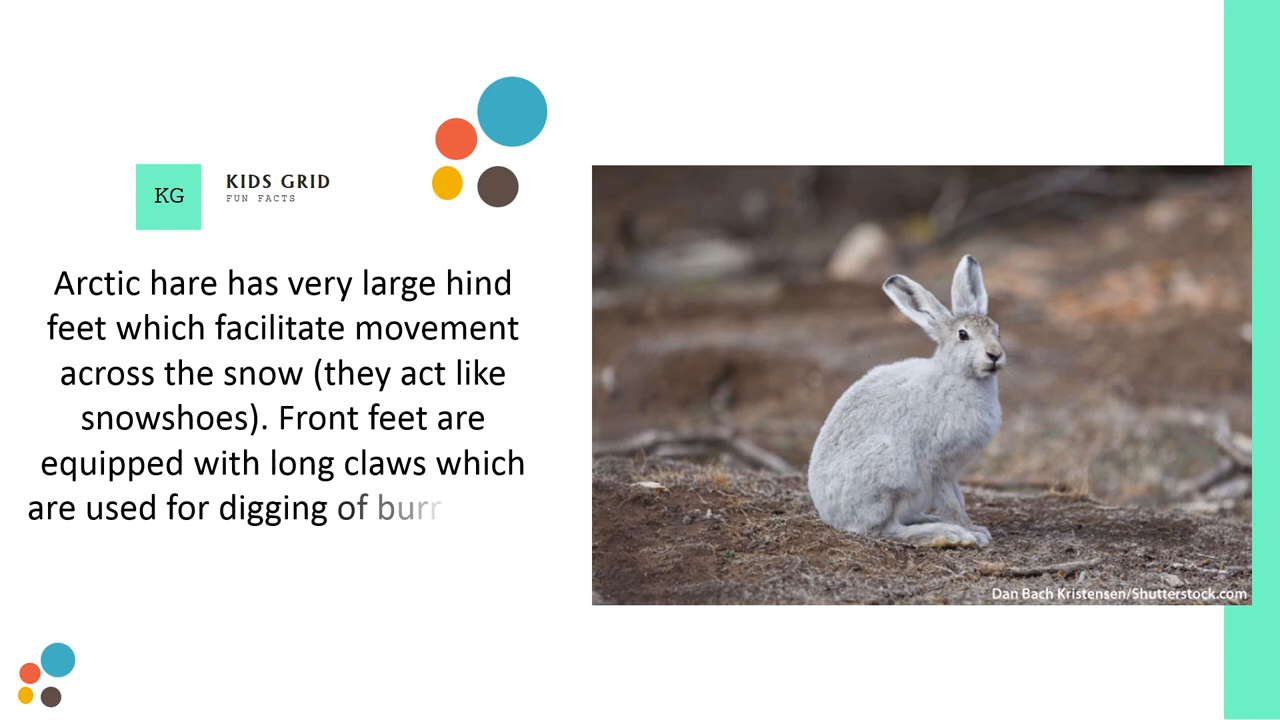 KG
KIDS GRID
FUN FACTS
Arctic hare has very large hind
feet which facilitate movement
across the snow (they act like
snowshoes). Front feet are
equipped with long claws which
are used for digging of burr
Dan Bach Kristensen/Shutterstock.com